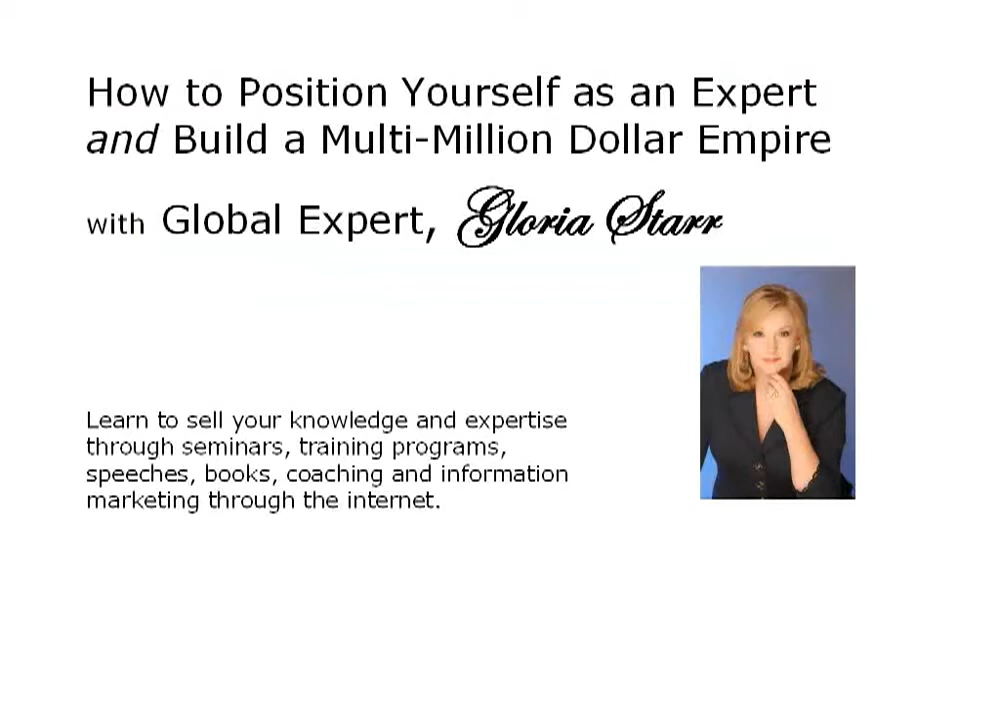 How to Position Yourself as an Expert
and Build a Multi-Million Dollar Empire
with Global Expert, Gloria Starr
Learn to sell your knowledge and expertise
through seminars, training programs,
speeches, books, coaching and information
marketing through the internet.